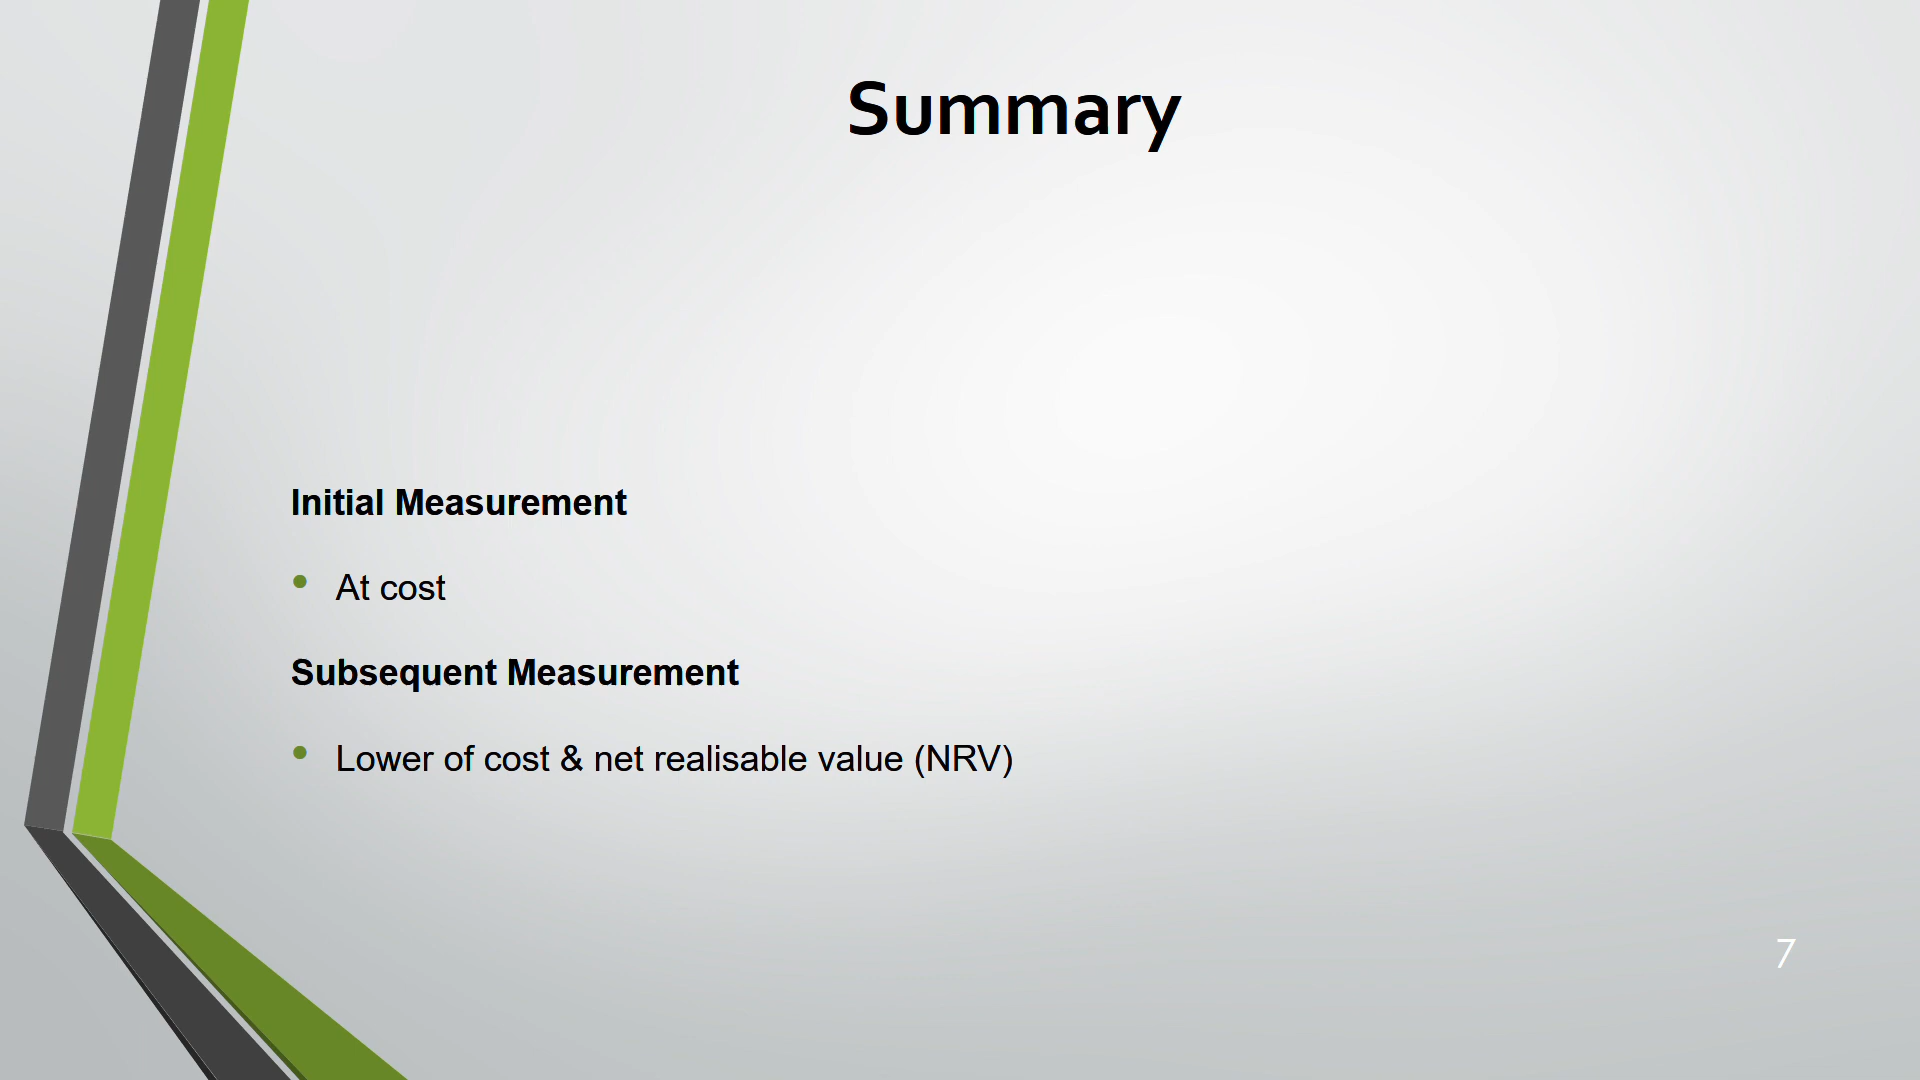 Summary
Initial Measurement
• At cost
Subsequent Measurement
• Lower of cost & net realisable value (NRV)
7